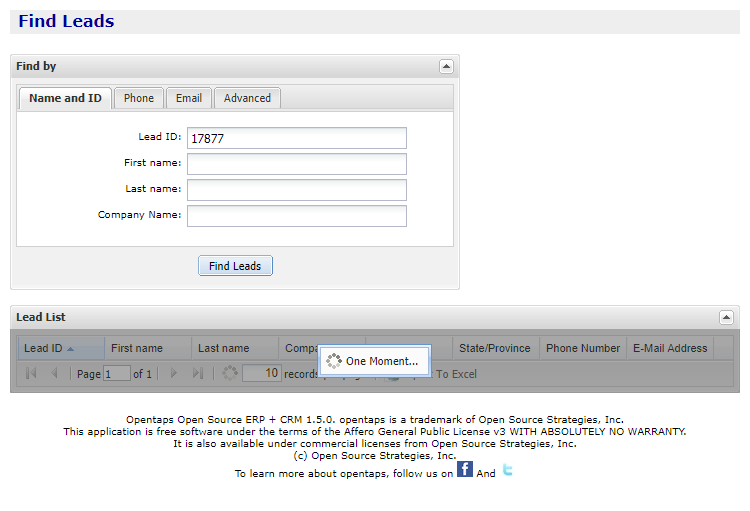 Find Leads
Find by
Name and ID Phone Email Advanced
Lead ID: 17877
First name:
Last name:
Company Name:
Find Leads
Lead List
Lead ID First name Last name State/Province Phone Number E-Mail Address
One Moment...
Page 1 of 1 10 records To Excel
Opentaps Open Source ERP + CRM 1.5.0. opentaps is a trademark of Open Source Strategies, Inc.
This application is free software under the terms of the Affero General Public License v3 WITH ABSOLUTELY NO WARRANTY.
It is also available under commercial licenses from Open Source Strategies, Inc.
(c) Open Source Strategies, Inc.
To learn more about opentaps, follow us on f And t